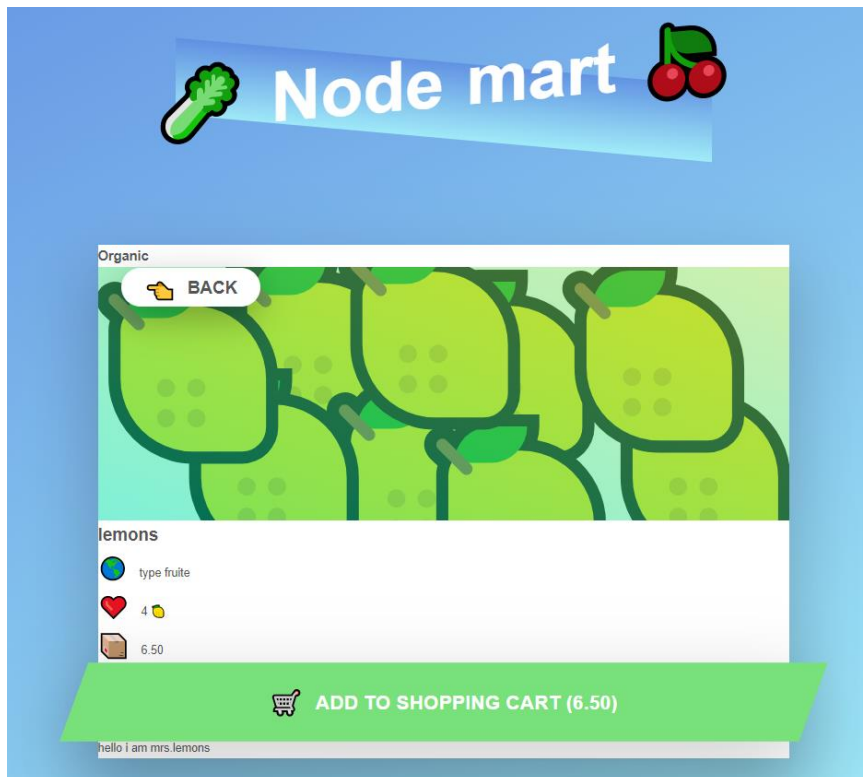 Node mart
Organic
BACK
lemons
type fruite
4
6.50
ADD TO SHOPPING CART (6.50)
hello i am mrs.lemons